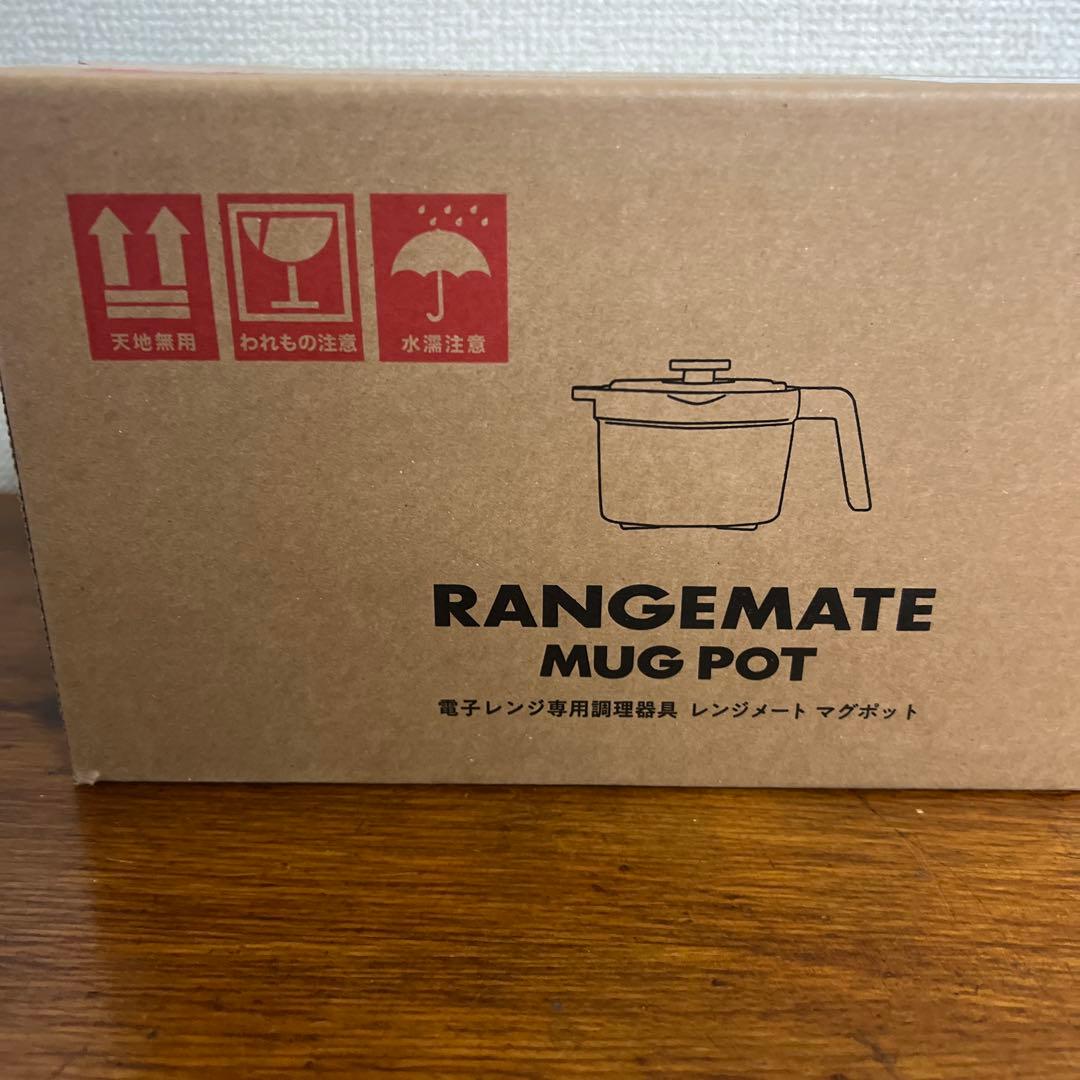 天地無用
われもの注意
水濡注意
RANGEMATE
MUG POT
電子レンジ専用調理器具 レンジメート マグポット